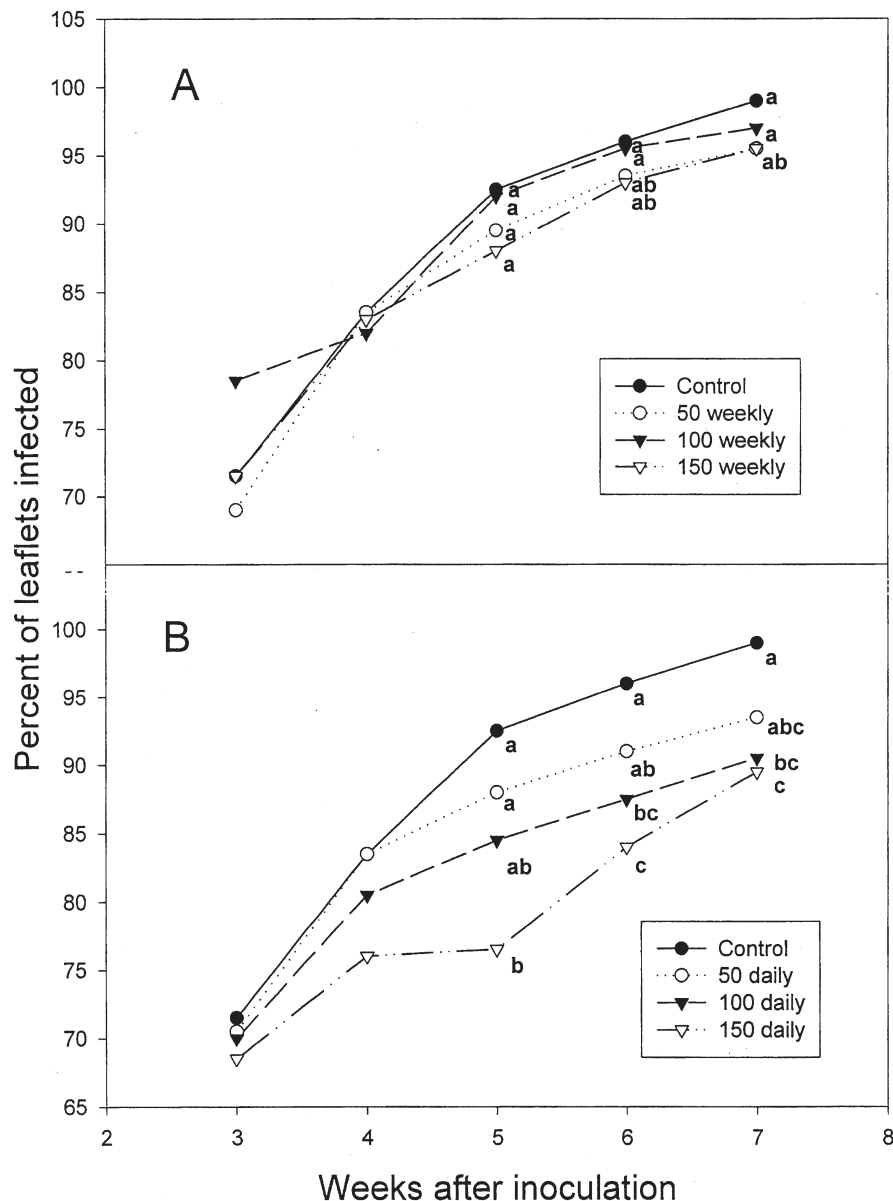 Percent of leaflets infected
105
100
95
90
85
80
75
70
A
a
a
ab
a
a
ab
ab
a
a
a
a
Control
50 weekly
100 weekly
150 weekly
100
95
90
85
80
75
70
65
B
a
abc
bc
c
a
ab
bc
c
a
a
ab
b
Control
50 daily
100 daily
150 daily
2 3 4 5 6 7 8
Weeks after inoculation